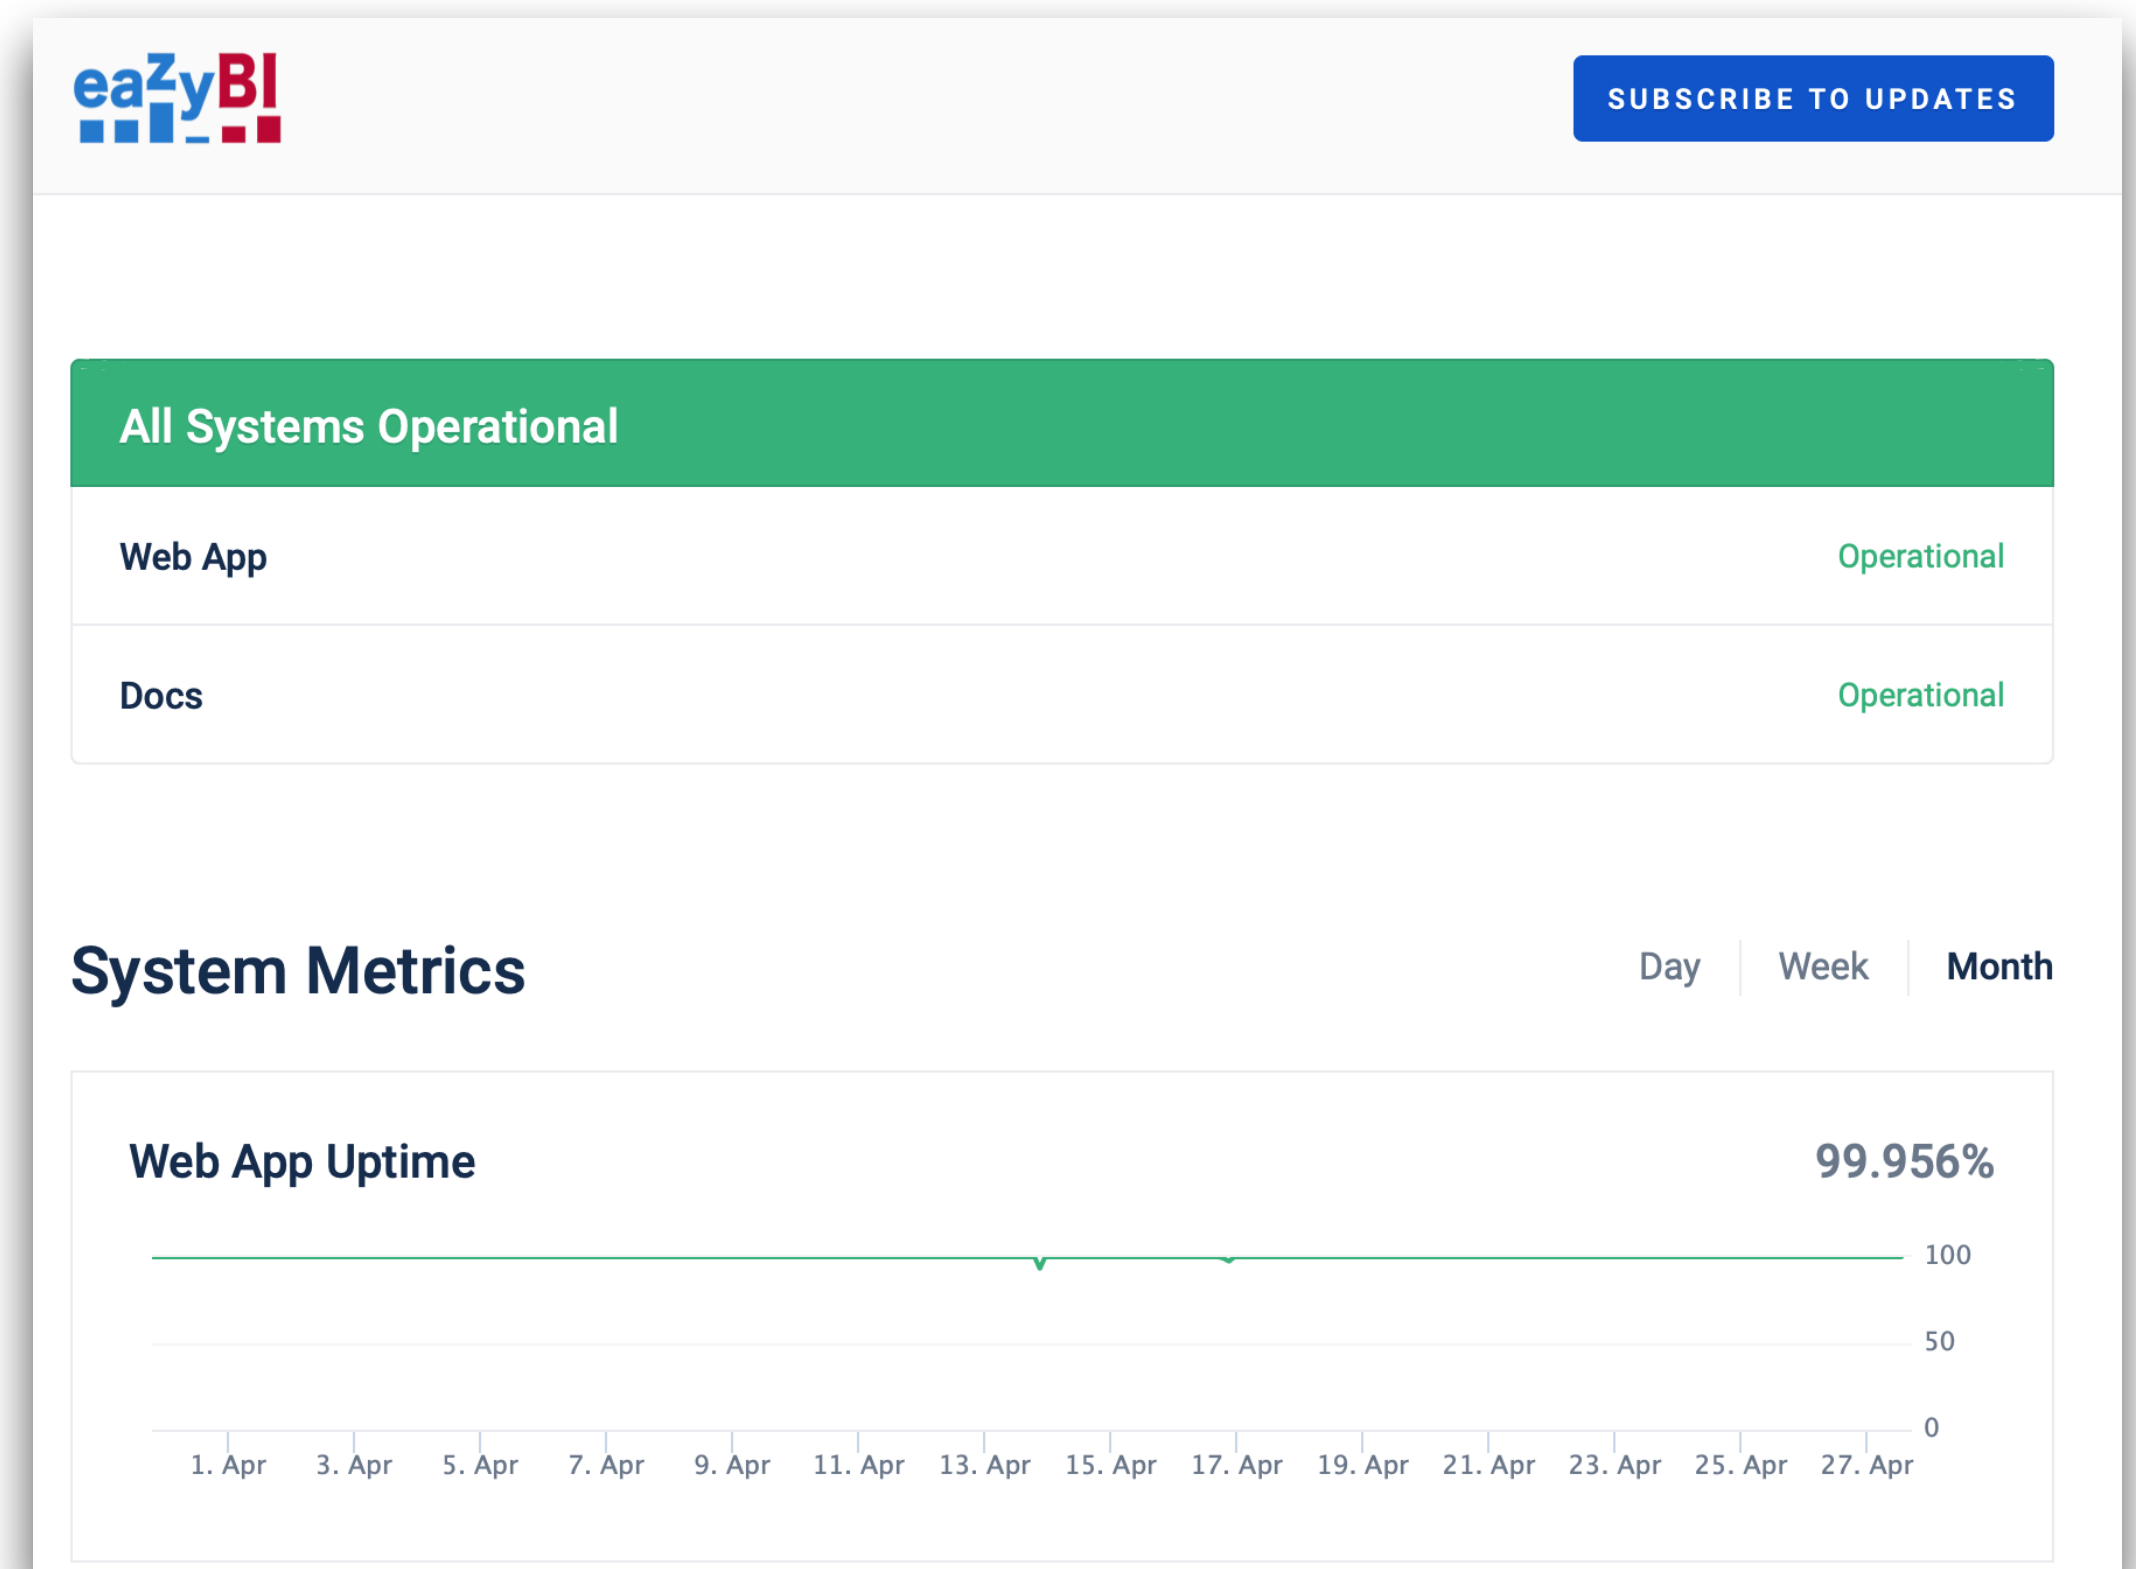 eazyBI
SUBSCRIBE TO UPDATES
All Systems Operational
Web App Operational
Docs Operational
System Metrics Day Week Month
Web App Uptime 99.956%
100
50
0
1. Apr 3. Apr 5. Apr 7. Apr 9. Apr 11. Apr 13. Apr 15. Apr 17. Apr 19. Apr 21. Apr 23. Apr 25. Apr 27. Apr